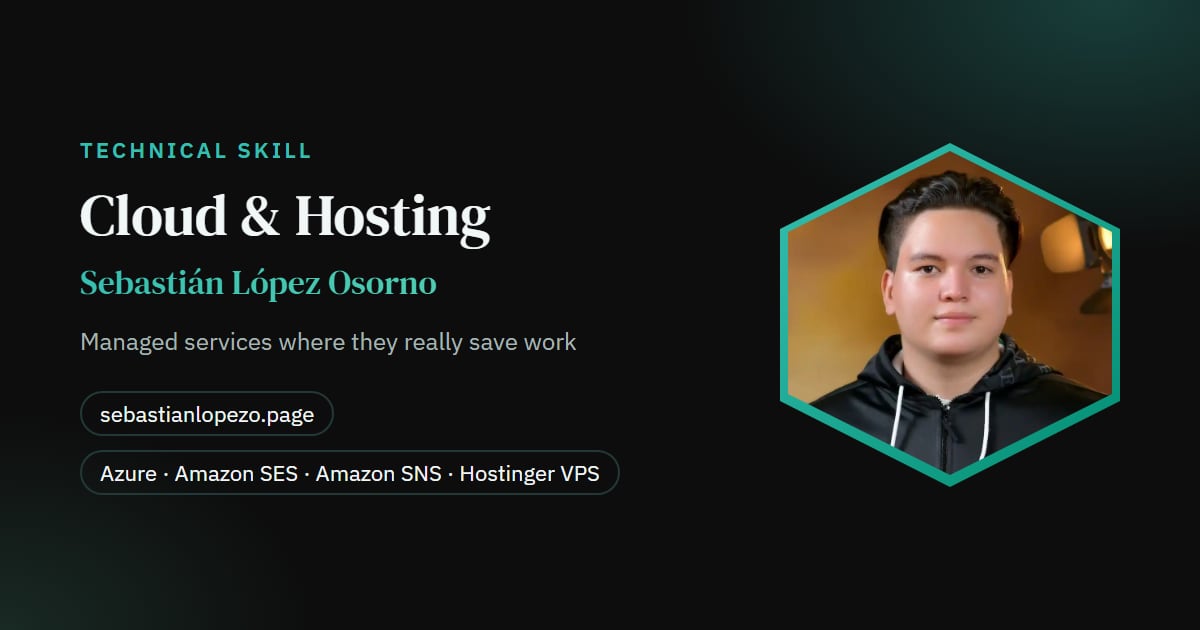 TECHNICAL SKILL
Cloud & Hosting
Sebastián López Osorno
Managed services where they really save work
sebastianlopezo.page
Azure · Amazon SES · Amazon SNS · Hostinger VPS